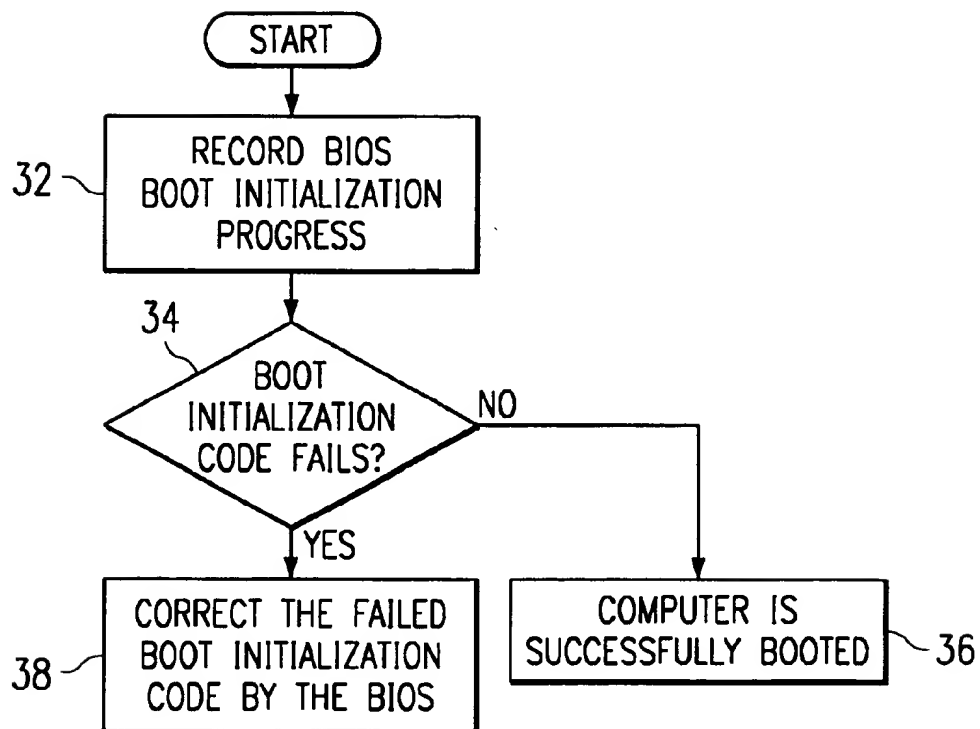 START
32
RECORD BIOS
BOOT INITIALIZATION
PROGRESS
34
BOOT
INITIALIZATION
CODE FAILS?
NO
YES
38
CORRECT THE FAILED
BOOT INITIALIZATION
CODE BY THE BIOS
COMPUTER IS
SUCCESSFULLY BOOTED
36